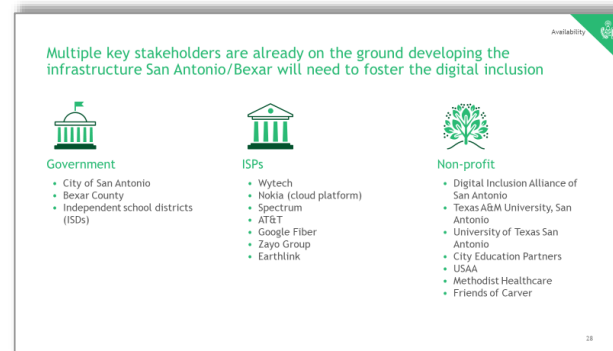 Availability
Multiple key stakeholders are already on the ground developing the
infrastructure San Antonio/Bexar will need to foster the digital inclusion
Government
• City of San Antonio
• Bexar County
• Independent school districts
(ISDs)
ISPs
• Wytech
• Nokia (cloud platform)
• Spectrum
• AT&T
• Google Fiber
• Zayo Group
• Earthlink
Non-profit
• Digital Inclusion Alliance of
San Antonio
• Texas A&M University, San
Antonio
• University of Texas San
Antonio
• City Education Partners
• USAA
• Methodist Healthcare
• Friends of Carver
28